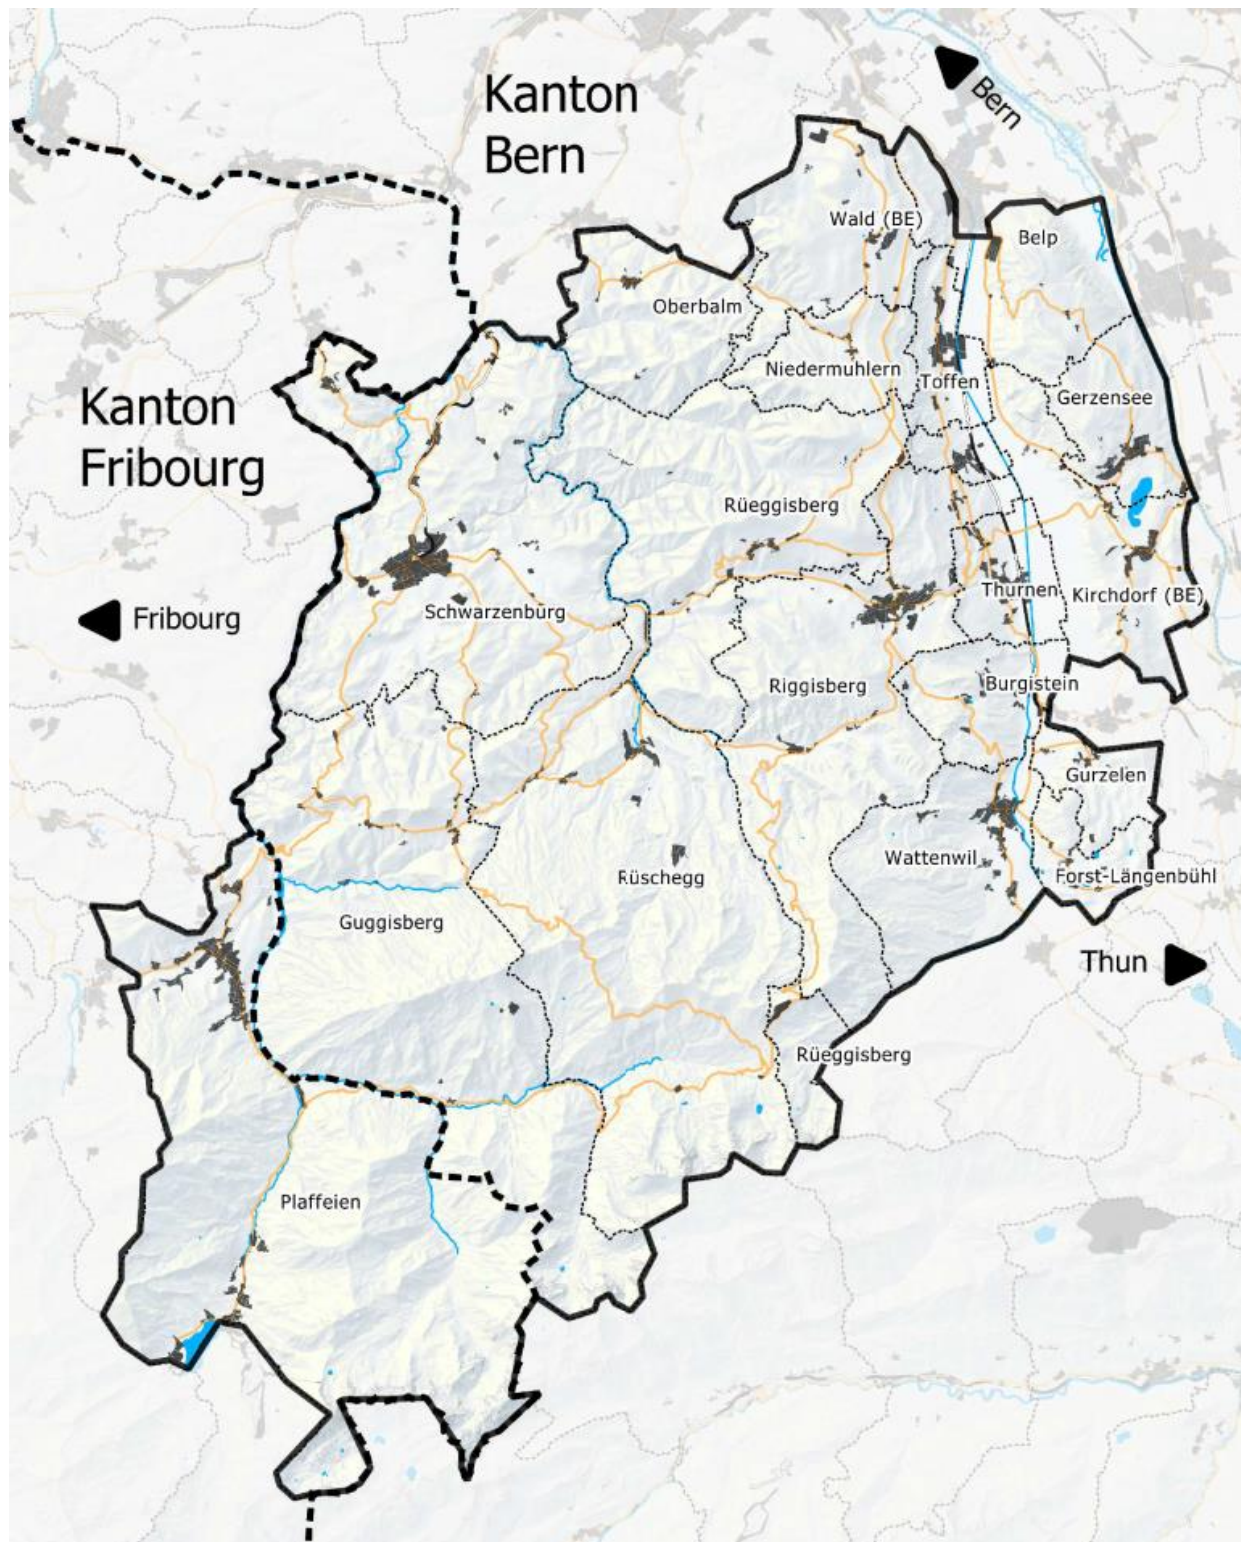 Kanton
Bern
Bern
Wald (BE)
Belp
Oberbalm
Niedermuhlern
Toffen
Gerzensee
Kanton
Fribourg
Rüeggisberg
Thurnen
Kirchdorf (BE)
Fribourg
Schwarzenburg
Riggisberg
Burgistein
Gurzelen
Wattenwil
Rüschegg
Forst-Längenbühl
Guggisberg
Thun
Rüeggisberg
Plaffeien